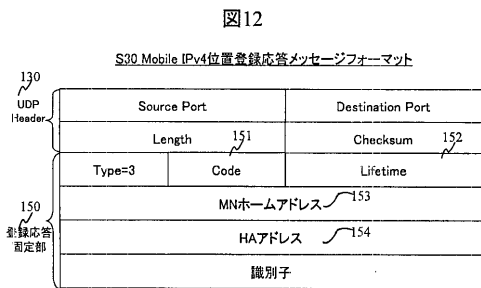 図12
S30 Mobile IPv4位置登録応答メッセージフォーマット
130
UDP
Header
Source Port
Destination Port
Length
151
Checksum
152
Type=3
Code
Lifetime
150
登録応答
固定部
MNホームアドレス
153
HAアドレス
154
識別子